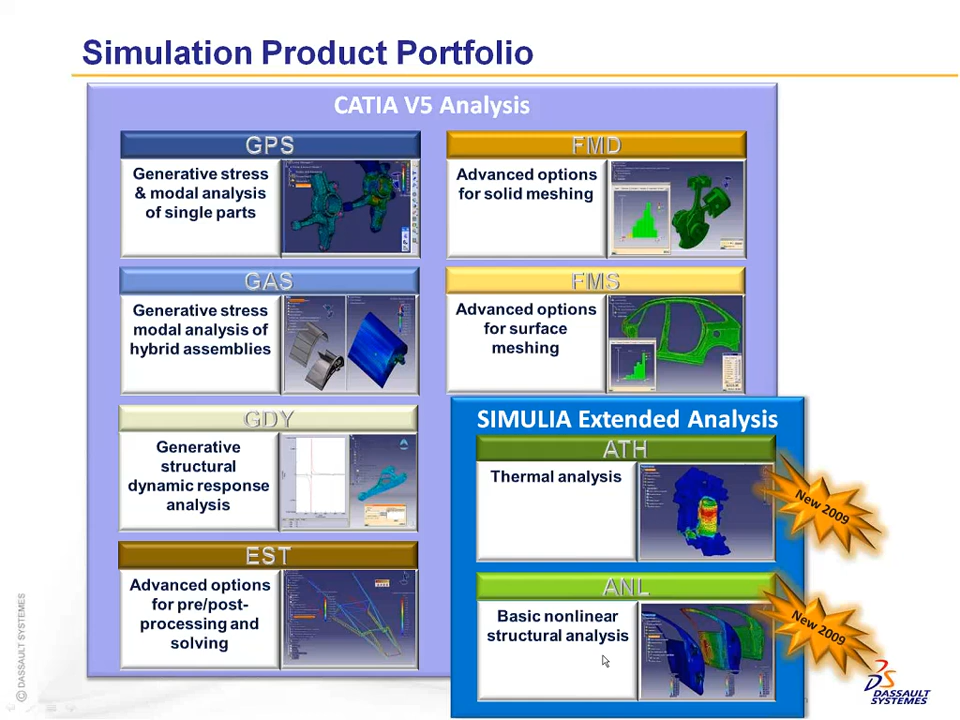 Simulation Product Portfolio
CATIA V5 Analysis
GPS
Generative stress
& modal analysis
of single parts
FMD
Advanced options
for solid meshing
GAS
Generative stress
modal analysis of
hybrid assemblies
FMS
Advanced options
for surface
meshing
GDY
Generative
structural
dynamic response
analysis
EST
Advanced options
for pre/post-
processing and
solving
SIMULIA Extended Analysis
ATH
Thermal analysis
New 2009
ANL
Basic nonlinear
structural analysis
New 2009
© DASSAULT SYSTEMES
DASSAULT
SYSTEMES